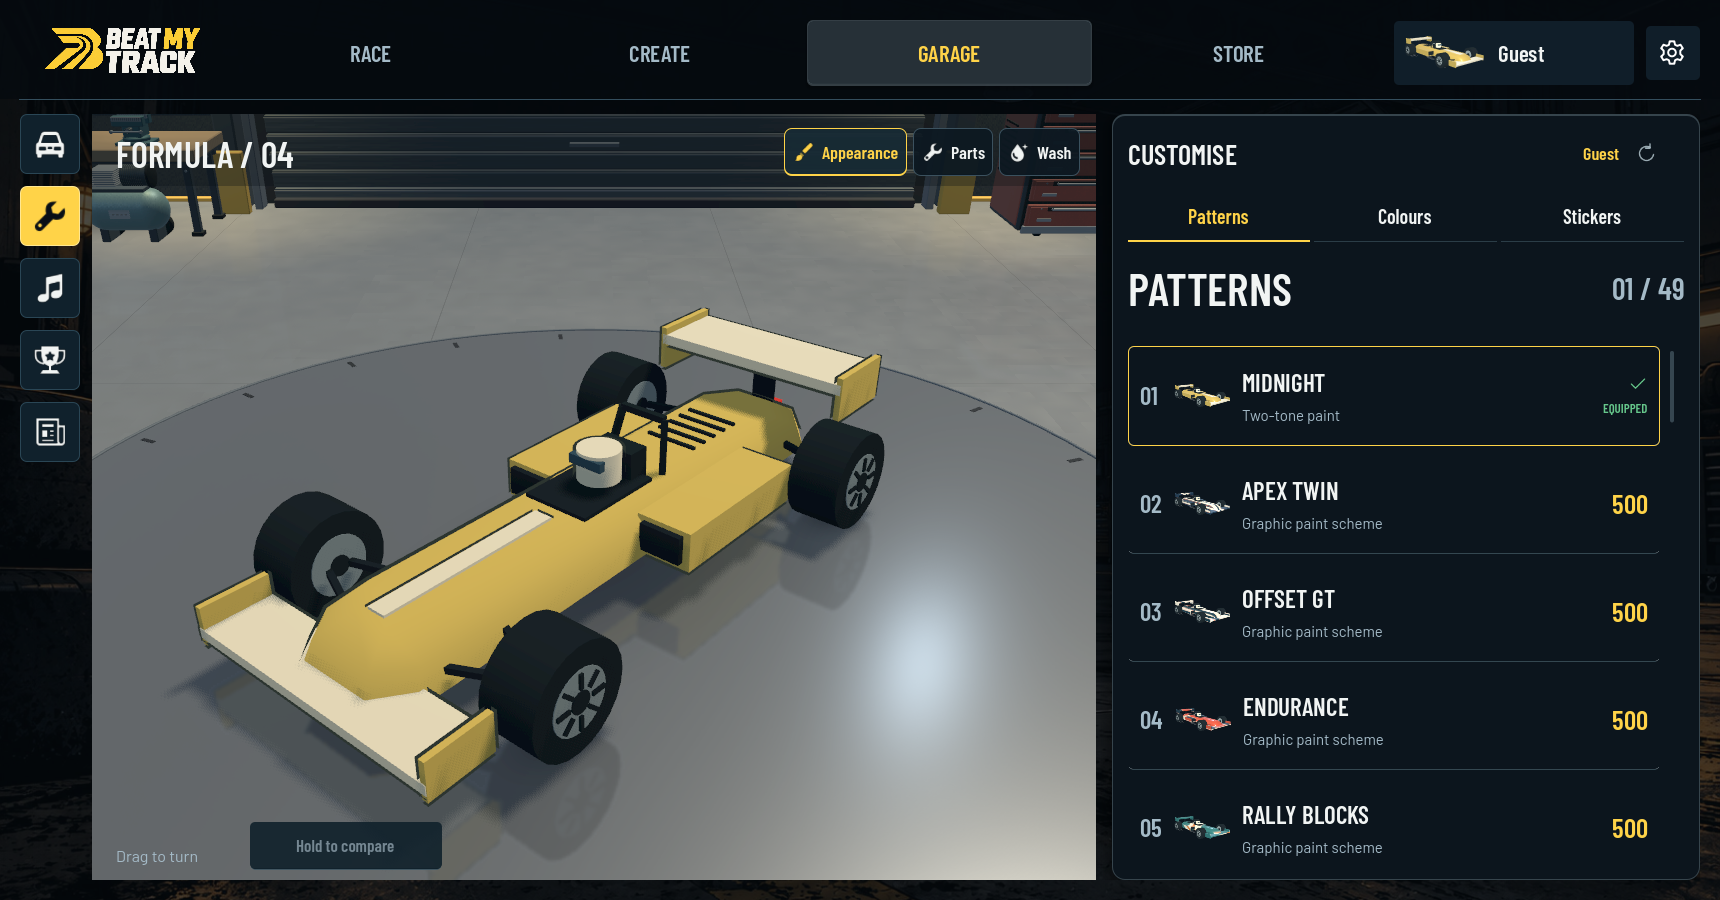 BEAT MY
TRACK
RACE
CREATE
GARAGE
STORE
Guest
FORMULA / 04
Appearance
Parts
Wash
Drag to turn
Hold to compare
CUSTOMISE
Guest
Patterns
Colours
Stickers
PATTERNS
01 / 49
01
MIDNIGHT
Two-tone paint
EQUIPPED
02
APEX TWIN
Graphic paint scheme
500
03
OFFSET GT
Graphic paint scheme
500
04
ENDURANCE
Graphic paint scheme
500
05
RALLY BLOCKS
Graphic paint scheme
500